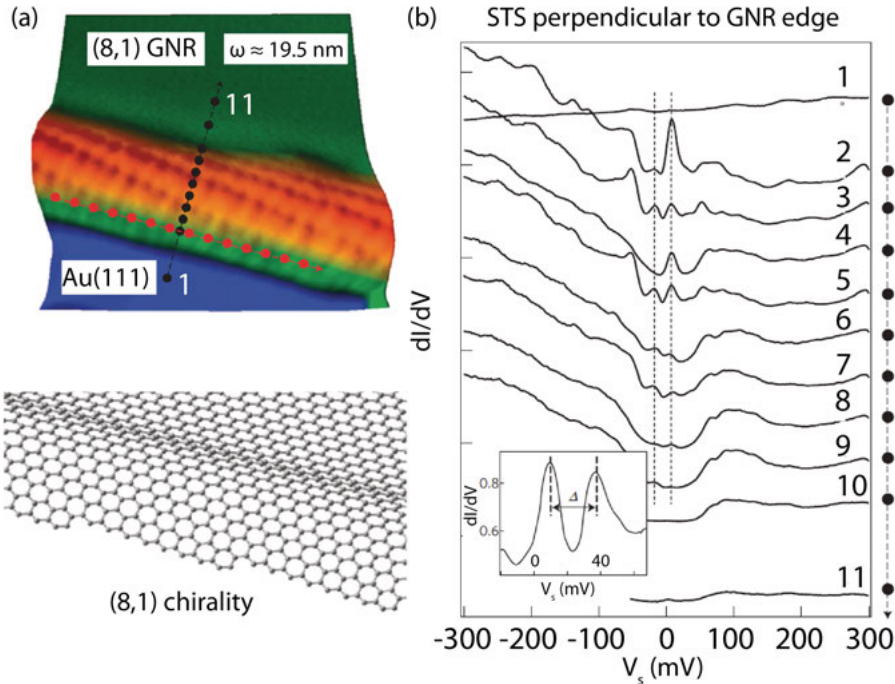 (a)
(8,1) GNR
ω ≈ 19.5 nm
11
Au(111)
1
(8,1) chirality
(b)
STS perpendicular to GNR edge
dI/dV
1
2
3
4
5
6
7
8
9
10
11
dI/dV
0.8
0.6
Δ
0 40
Vs (mV)
-300 -200 -100 0 100 200 300
Vs (mV)